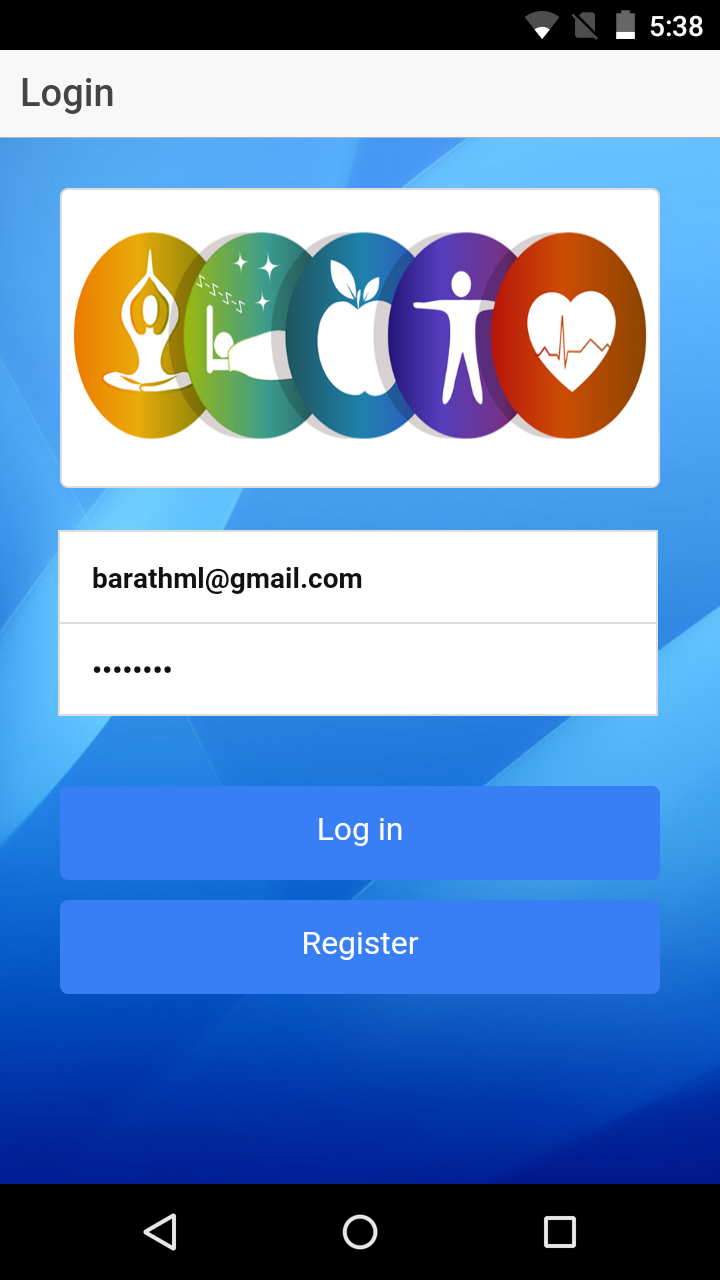 5:38
Login
barathml@gmail.com
••••••••
Log in
Register